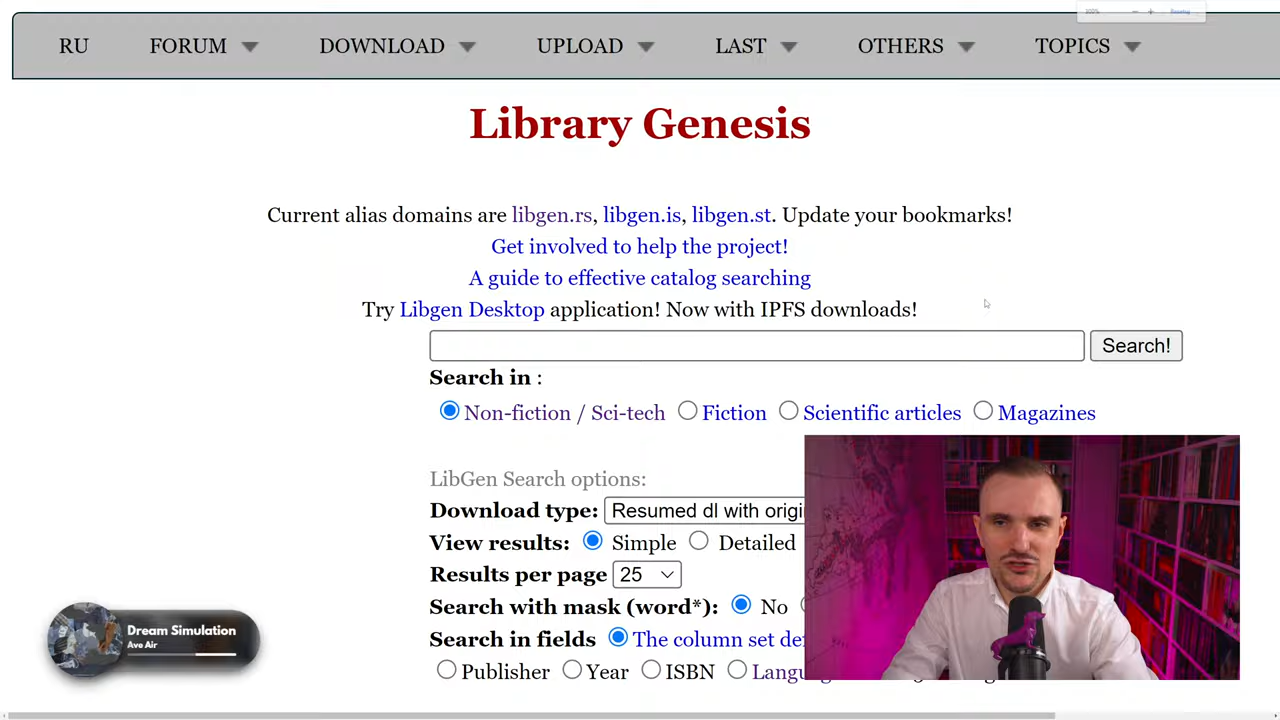 RU FORUM DOWNLOAD UPLOAD LAST OTHERS TOPICS
Library Genesis
Current alias domains are libgen.rs, libgen.is, libgen.st. Update your bookmarks!
Get involved to help the project!
A guide to effective catalog searching
Try Libgen Desktop application! Now with IPFS downloads!
Search!
Search in :
Non-fiction / Sci-tech Fiction Scientific articles Magazines
LibGen Search options:
Download type: Resumed dl with origi
View results: Simple Detailed
Results per page 25
Search with mask (word*): No
Search in fields The column set def
Publisher Year ISBN
Dream Simulation
Ave Air